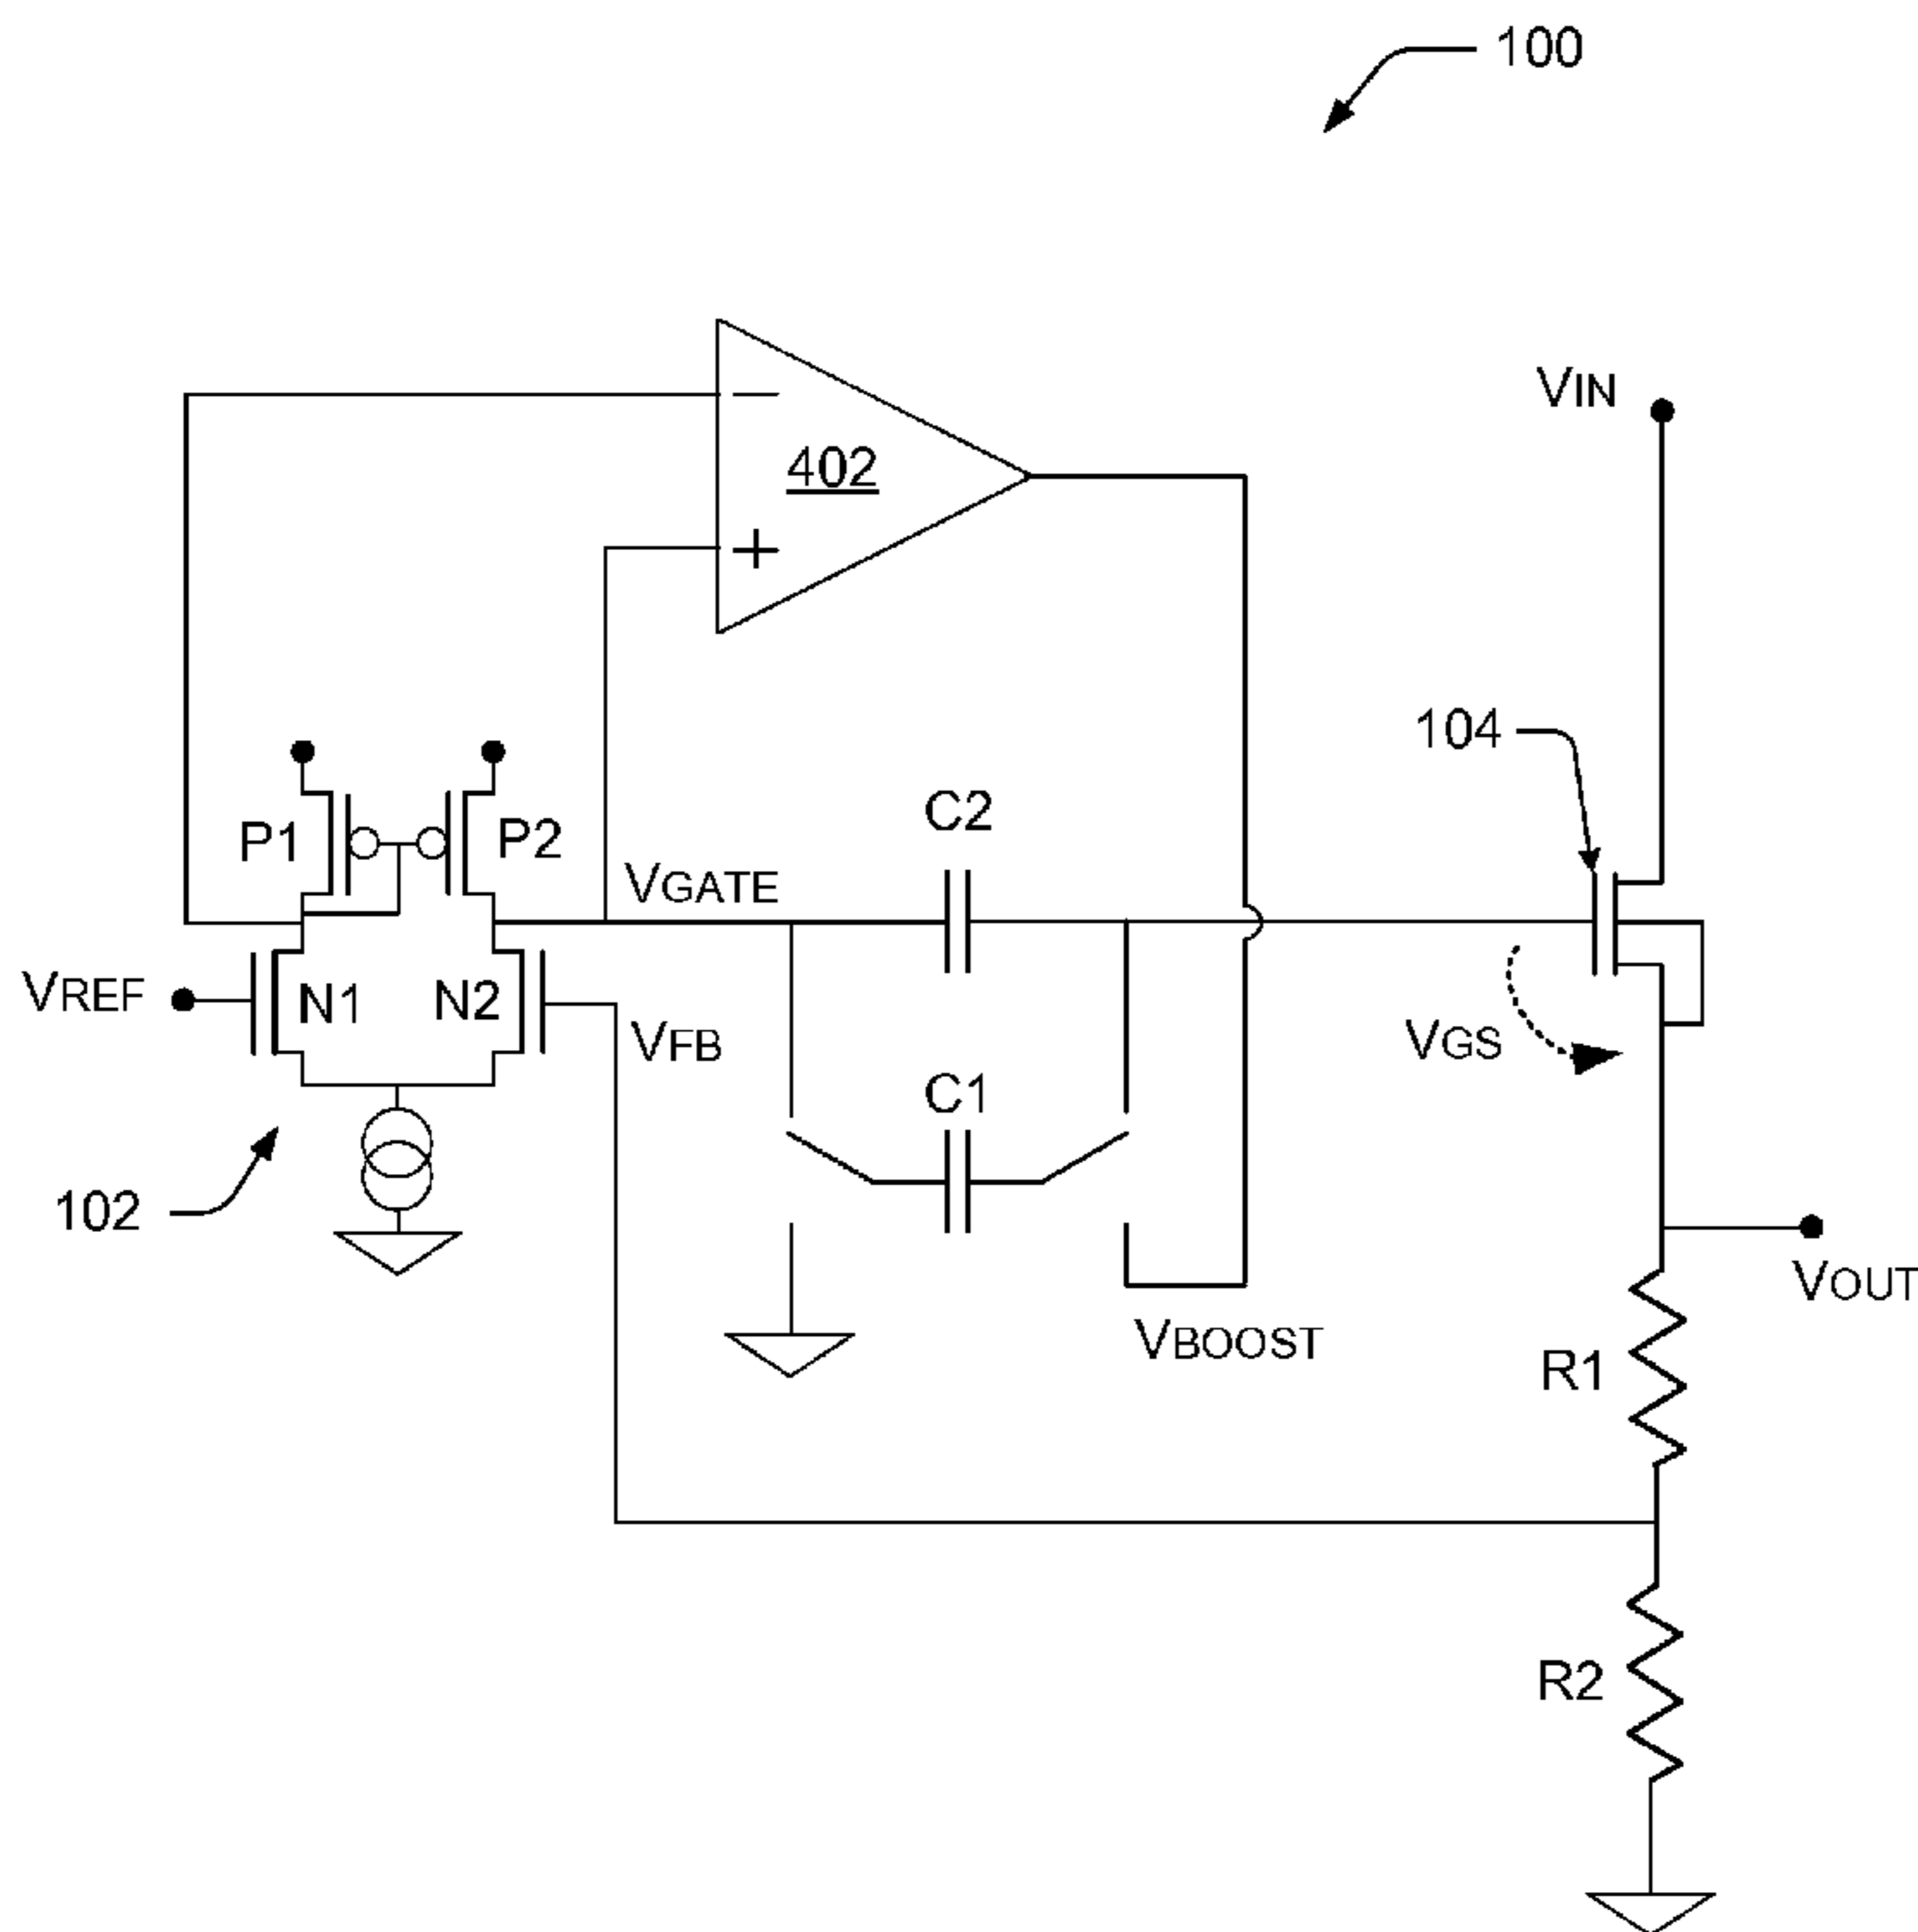 100
VIN
−
402
+
104
C2
P1
P2
VGATE
VREF
N1
N2
VFB
VGS
C1
102
VOUT
VBOOST
R1
R2